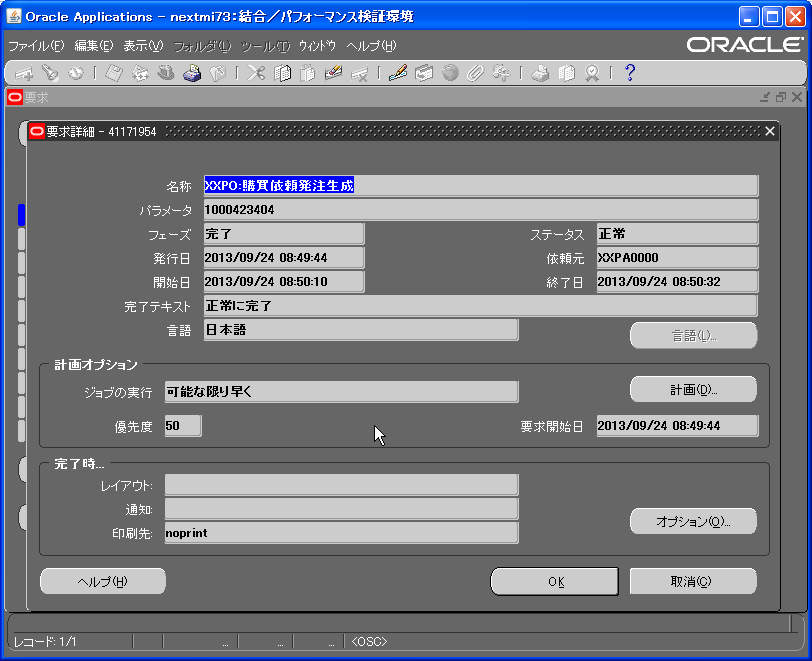 Oracle Applications - nextmi73:結合/パフォーマンス検証環境
ファイル(F) 編集(E) 表示(V) フォルダ(L) ツール(T) ウィンドウ ヘルプ(H)
ORACLE
要求
要求詳細 - 41171954
名称 XXPO:購買依頼発注生成
パラメータ 1000423404
フェーズ 完了 ステータス 正常
発行日 2013/09/24 08:49:44 依頼元 XXPA0000
開始日 2013/09/24 08:50:10 終了日 2013/09/24 08:50:32
完了テキスト 正常に完了
言語 日本語 言語(L)...
計画オプション
ジョブの実行 可能な限り早く 計画(D)...
優先度 50 要求開始日 2013/09/24 08:49:44
完了時...
レイアウト:
通知:
オプション(O)...
印刷先: noprint
ヘルプ(H) OK 取消(C)
レコード: 1/1 ... ... ... <OSC>